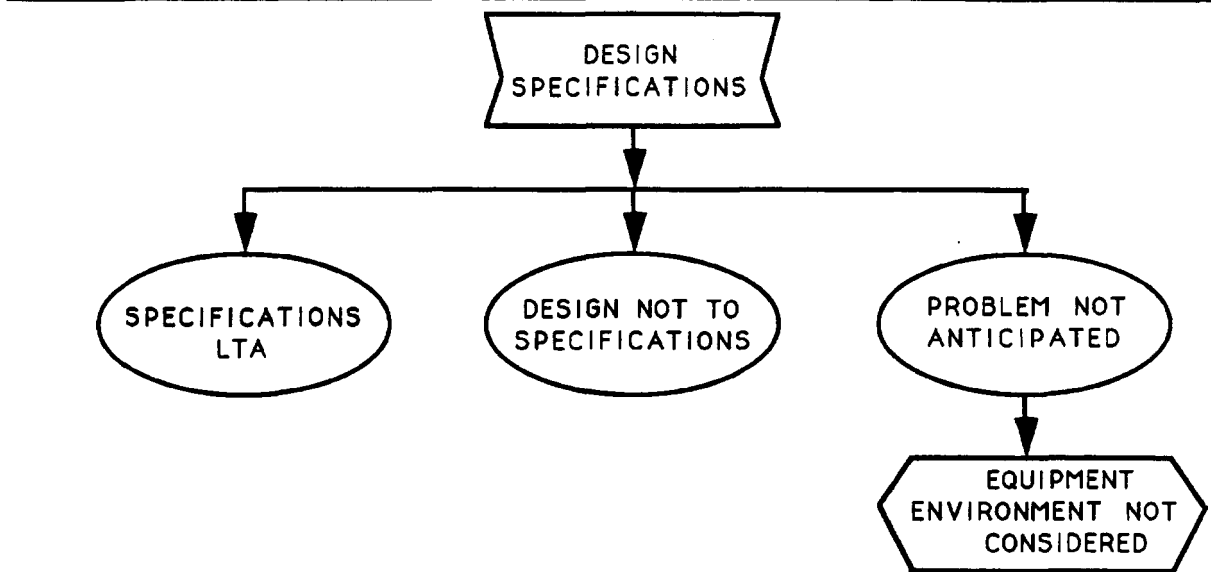 DESIGN
SPECIFICATIONS
SPECIFICATIONS
LTA
DESIGN NOT TO
SPECIFICATIONS
PROBLEM NOT
ANTICIPATED
EQUIPMENT
ENVIRONMENT NOT
CONSIDERED